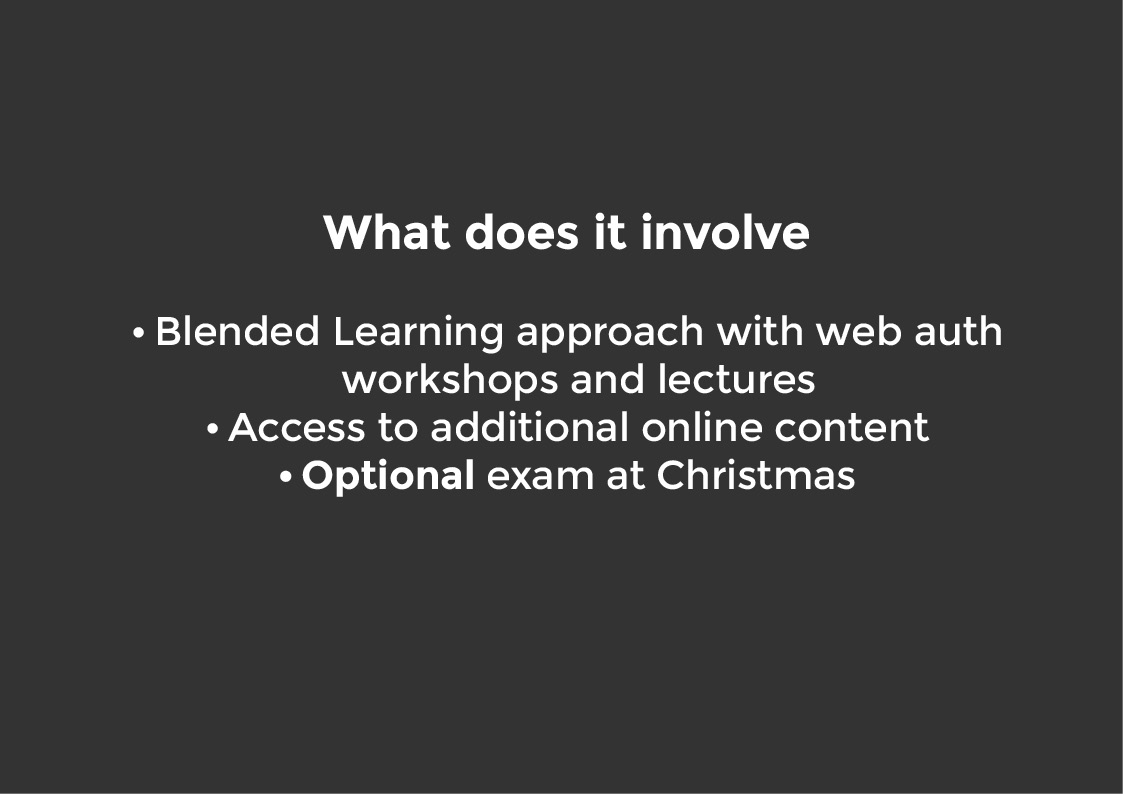 What does it involve
• Blended Learning approach with web auth
workshops and lectures
• Access to additional online content
• Optional exam at Christmas